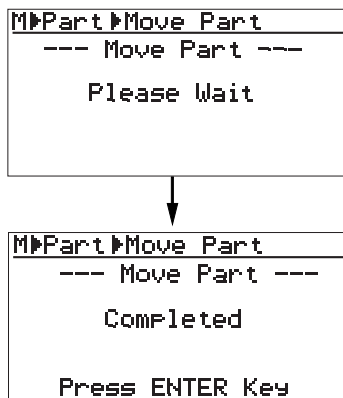 M▶Part▶Move Part
--- Move Part ---
Please Wait
M▶Part▶Move Part
--- Move Part ---
Completed
Press ENTER Key